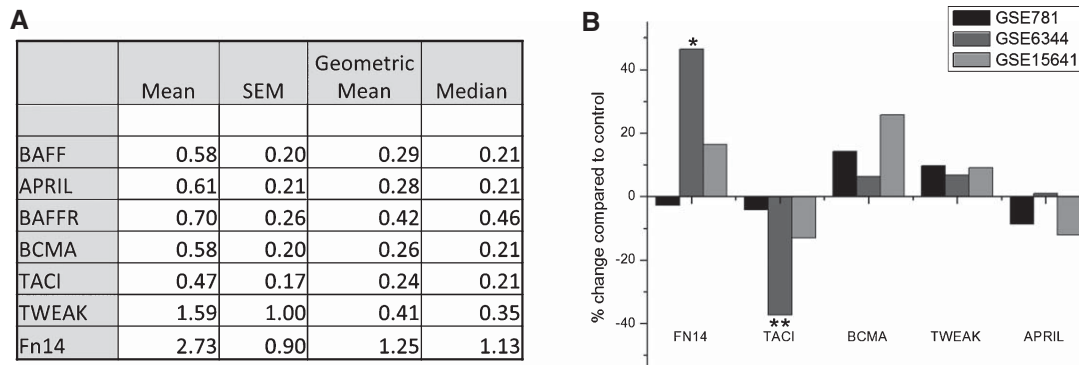 A
Mean SEM Geometric Mean Median
BAFF 0.58 0.20 0.29 0.21
APRIL 0.61 0.21 0.28 0.21
BAFFR 0.70 0.26 0.42 0.46
BCMA 0.58 0.20 0.26 0.21
TACI 0.47 0.17 0.24 0.21
TWEAK 1.59 1.00 0.41 0.35
Fn14 2.73 0.90 1.25 1.13
B
GSE781
GSE6344
GSE15641
% change compared to control
40
20
0
-20
-40
*
**
FN14 TACI BCMA TWEAK APRIL